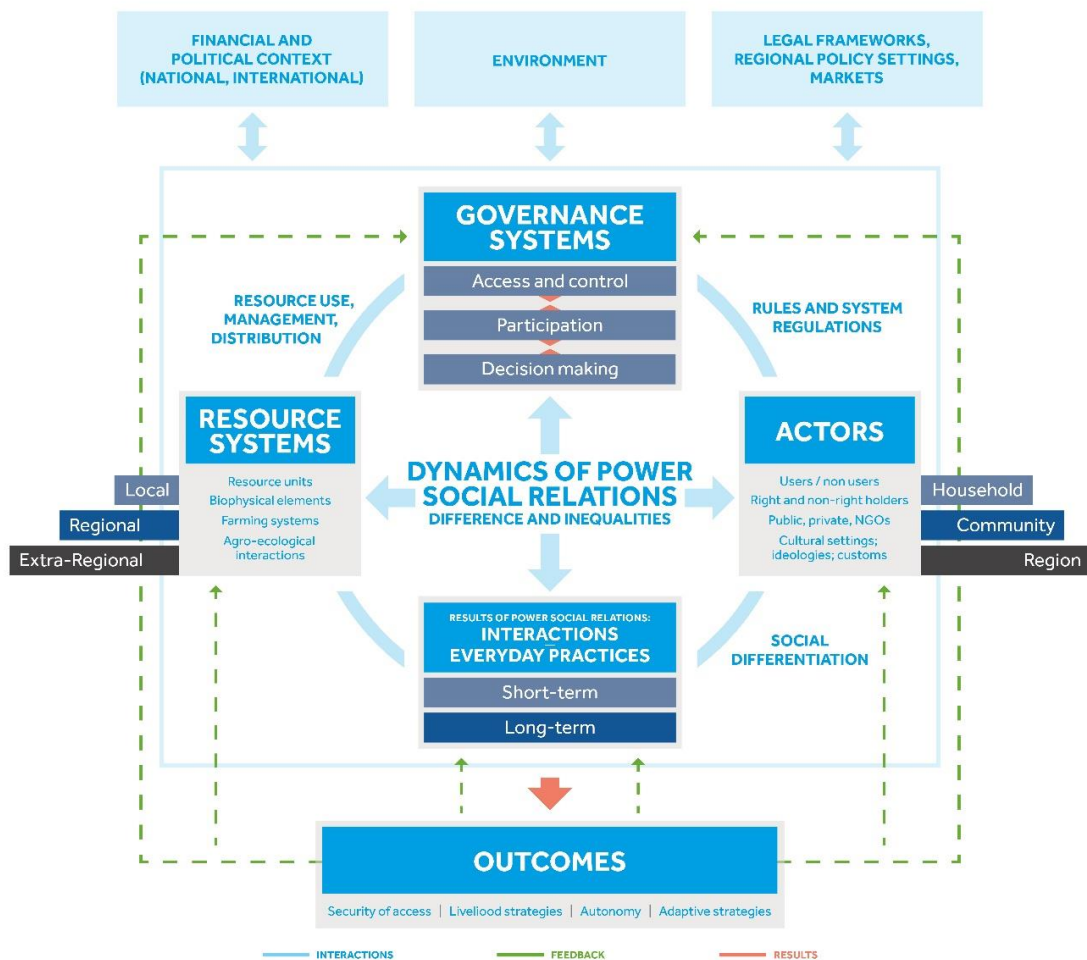 FINANCIAL AND
POLITICAL CONTEXT
(NATIONAL, INTERNATIONAL)
ENVIRONMENT
LEGAL FRAMEWORKS,
REGIONAL POLICY SETTINGS,
MARKETS
GOVERNANCE
SYSTEMS
Access and control
Participation
Decision making
RESOURCE USE,
MANAGEMENT,
DISTRIBUTION
RULES AND SYSTEM
REGULATIONS
RESOURCE
SYSTEMS
Resource units
Biophysical elements
Farming systems
Agro-ecological
interactions
Local
Regional
Extra-Regional
DYNAMICS OF POWER
SOCIAL RELATIONS
DIFFERENCE AND INEQUALITIES
ACTORS
Users / non users
Right and non-right holders
Public, private, NGOs
Cultural settings;
ideologies; customs
Household
Community
Region
RESULTS OF POWER SOCIAL RELATIONS:
INTERACTIONS
–
EVERYDAY PRACTICES
Short-term
Long-term
SOCIAL
DIFFERENTIATION
OUTCOMES
Security of access | Liveliood strategies | Autonomy | Adaptive strategies
INTERACTIONS
FEEDBACK
RESULTS